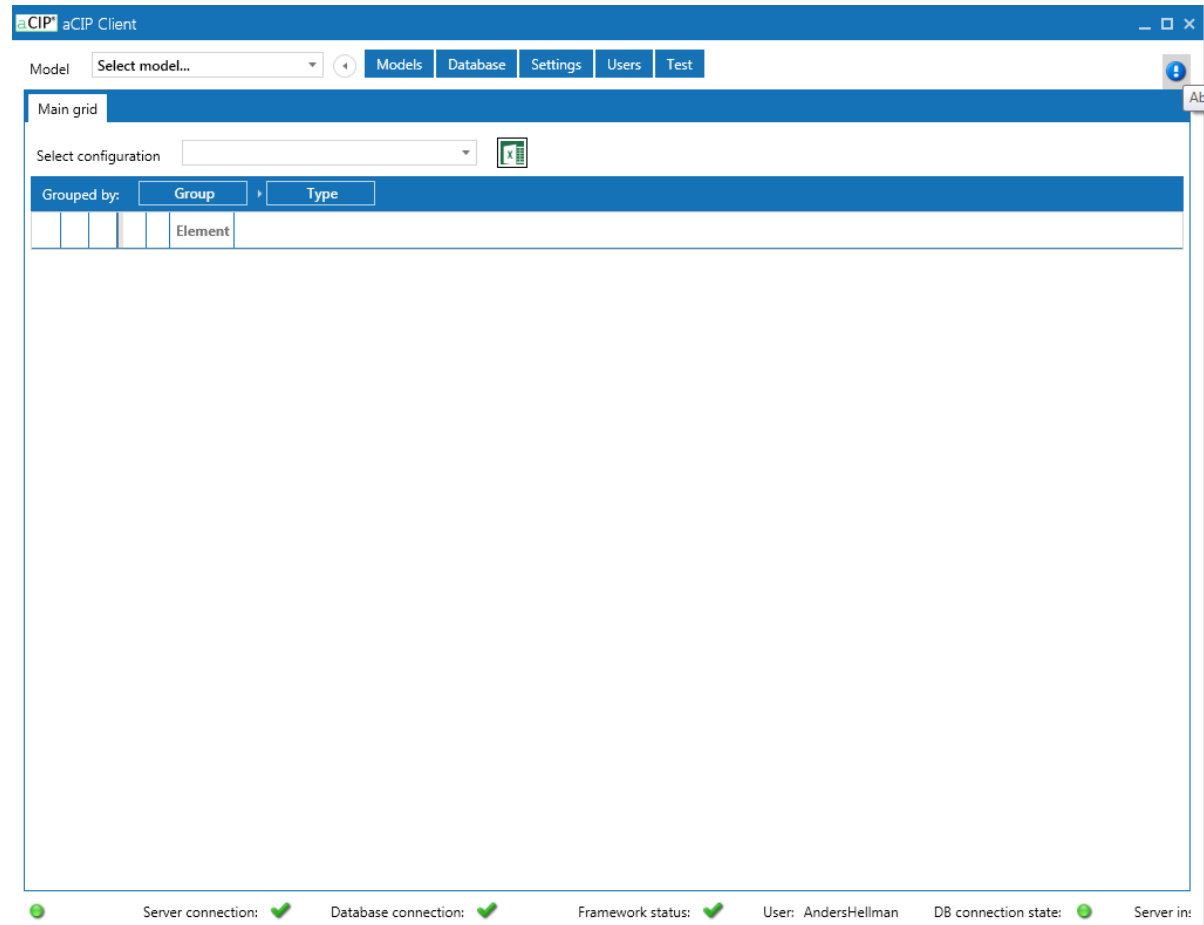 aCIP® aCIP Client
Model Select model... Models Database Settings Users Test
Ab
Main grid
Select configuration
Grouped by: Group Type
Element
Server connection: Database connection: Framework status: User: AndersHellman DB connection state: Server in: